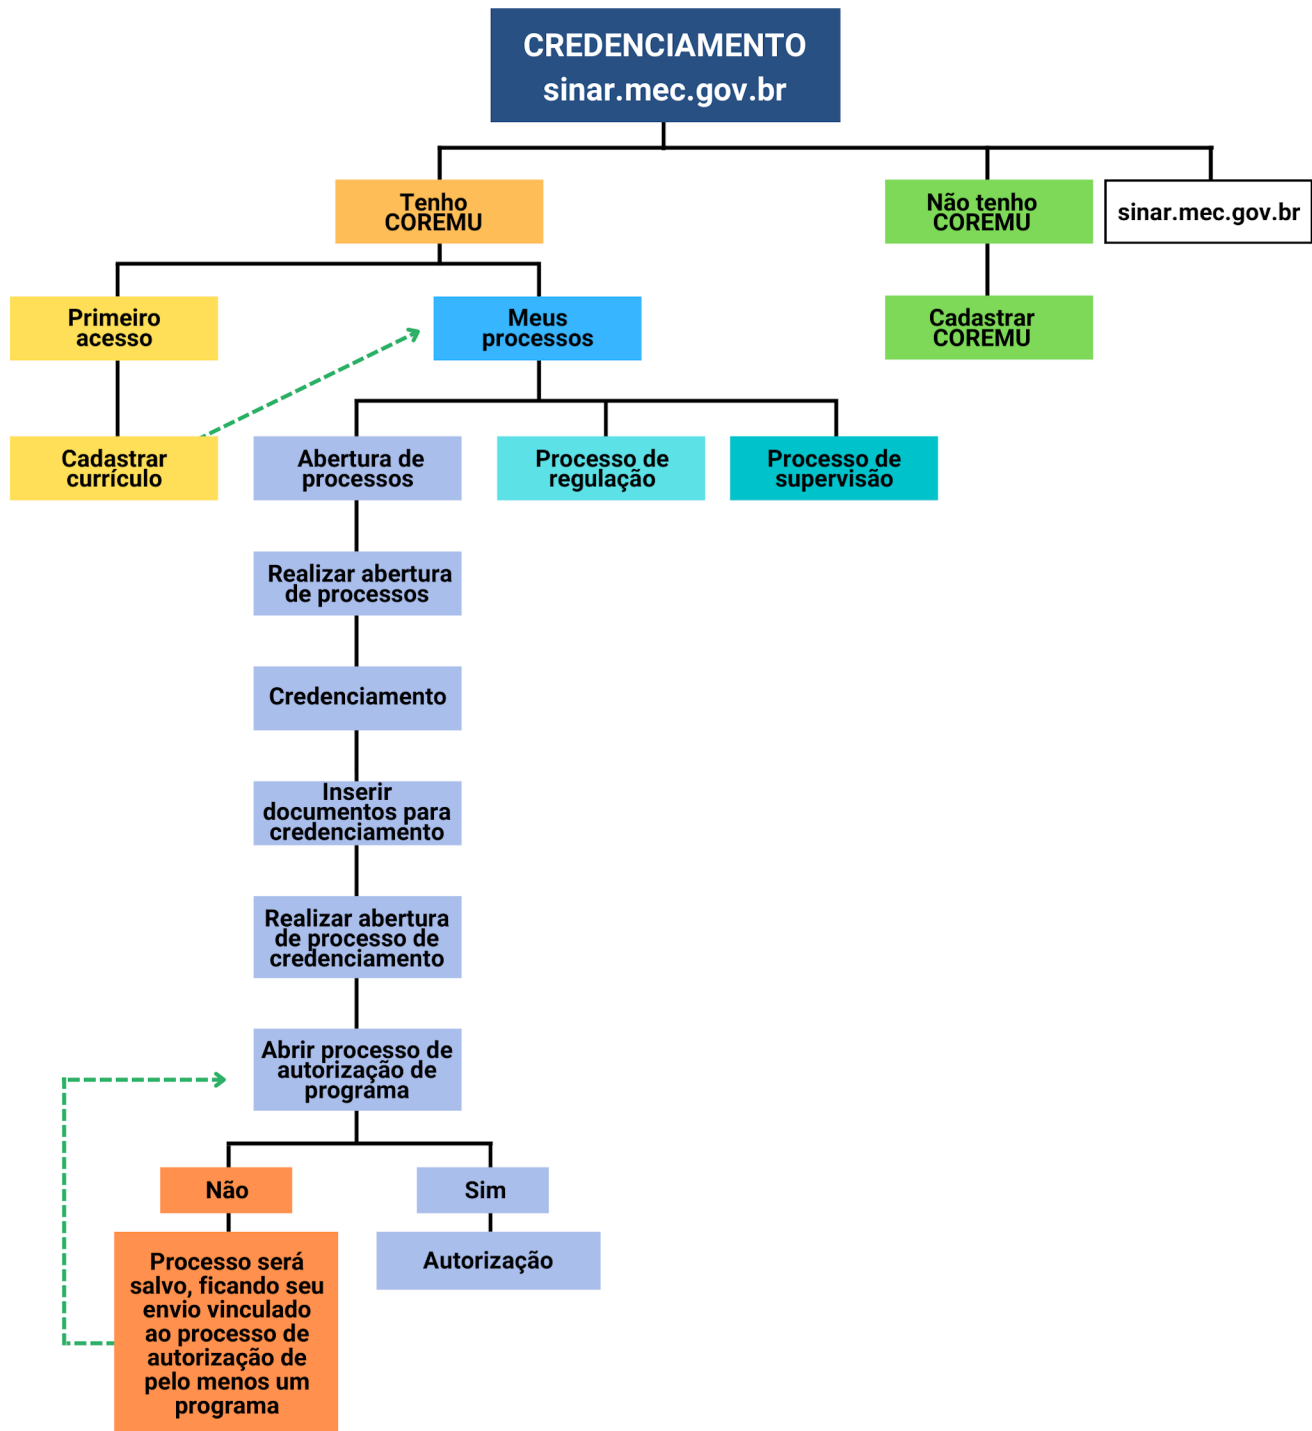 CREDENCIAMENTO
sinar.mec.gov.br
Tenho
COREMU
Não tenho
COREMU
sinar.mec.gov.br
Primeiro
acesso
Meus
processos
Cadastrar
COREMU
Cadastrar
currículo
Abertura de
processos
Processo de
regulação
Processo de
supervisão
Realizar abertura
de processos
Credenciamento
Inserir
documentos para
credenciamento
Realizar abertura
de processo de
credenciamento
Abrir processo de
autorização de
programa
Não
Sim
Processo será
salvo, ficando seu
envio vinculado
ao processo de
autorização de
pelo menos um
programa
Autorização